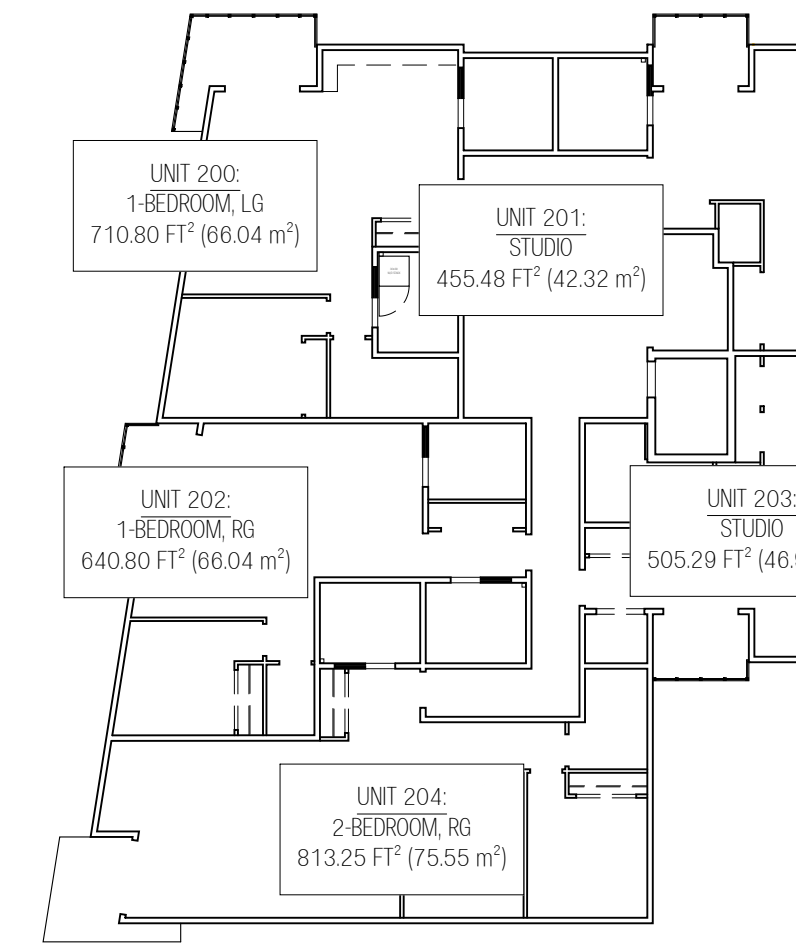 UNIT 200:
1-BEDROOM, LG
710.80 FT² (66.04 m²)
UNIT 201:
STUDIO
455.48 FT² (42.32 m²)
UNIT 202:
1-BEDROOM, RG
640.80 FT² (66.04 m²)
UNIT 203:
STUDIO
505.29 FT²
UNIT 204:
2-BEDROOM, RG
813.25 FT² (75.55 m²)